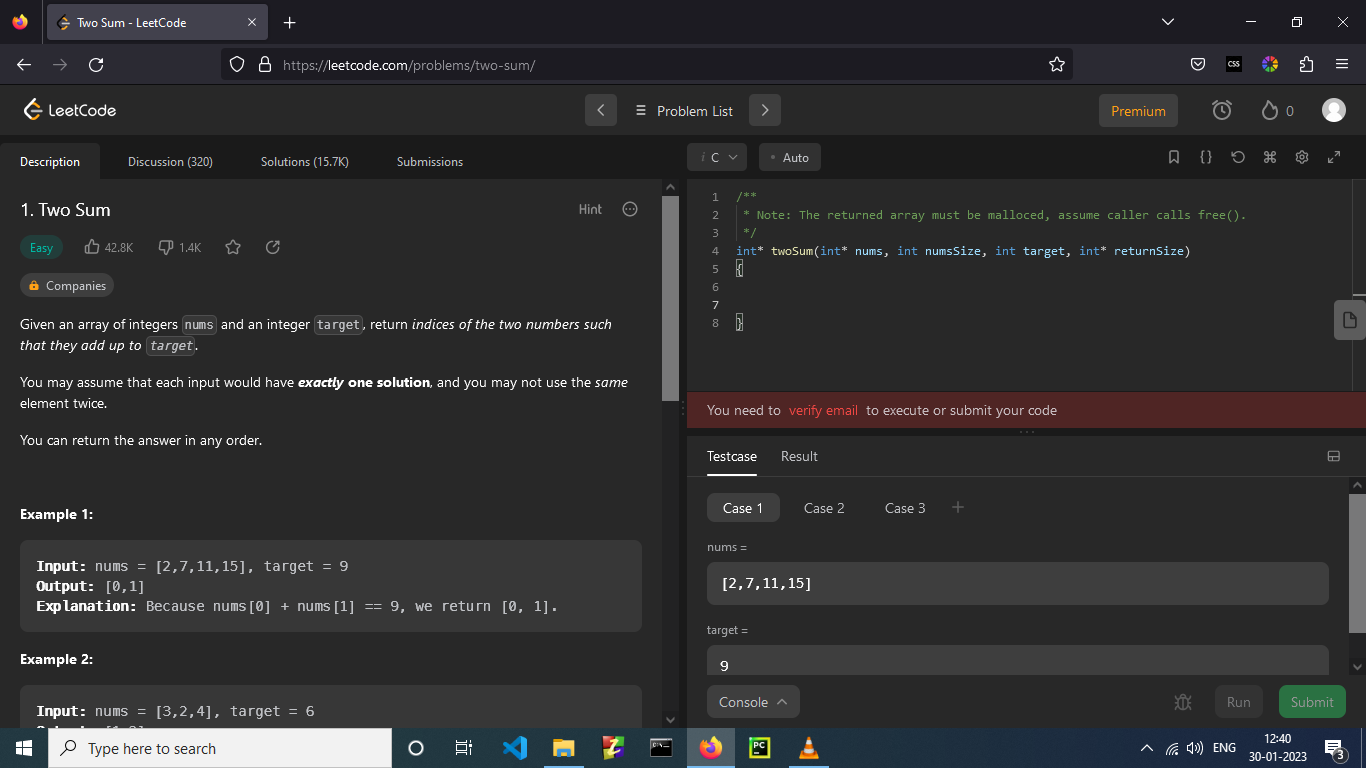 Two Sum - LeetCode
https://leetcode.com/problems/two-sum/
CSS
LeetCode
Problem List
Premium
0
Description
Discussion (320)
Solutions (15.7K)
Submissions
1. Two Sum
Hint
Easy
42.8K
1.4K
Companies
Given an array of integers nums and an integer target, return indices of the two numbers such
that they add up to target.
You may assume that each input would have exactly one solution, and you may not use the same
element twice.
You can return the answer in any order.
Example 1:
Input: nums = [2,7,11,15], target = 9
Output: [0,1]
Explanation: Because nums[0] + nums[1] == 9, we return [0, 1].
Example 2:
Input: nums = [3,2,4], target = 6
i C
Auto
1 /**
2 * Note: The returned array must be malloced, assume caller calls free().
3 */
4 int* twoSum(int* nums, int numsSize, int target, int* returnSize)
5 {
6
7
8 }
You need to verify email to execute or submit your code
Testcase
Result
Case 1
Case 2
Case 3
nums =
[2,7,11,15]
target =
9
Console
Run
Submit
Type here to search
PC
ENG
12:40
30-01-2023
3